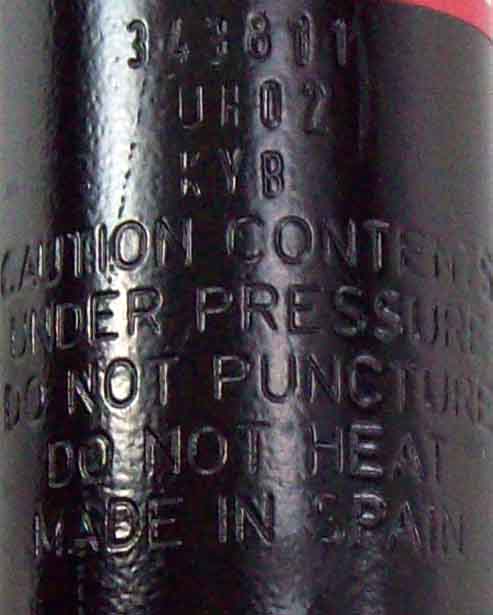 343811
UH02
KYB
CAUTION CONTENTS
UNDER PRESSURE
DO NOT PUNCTURE
DO NOT HEAT
MADE IN SPAIN